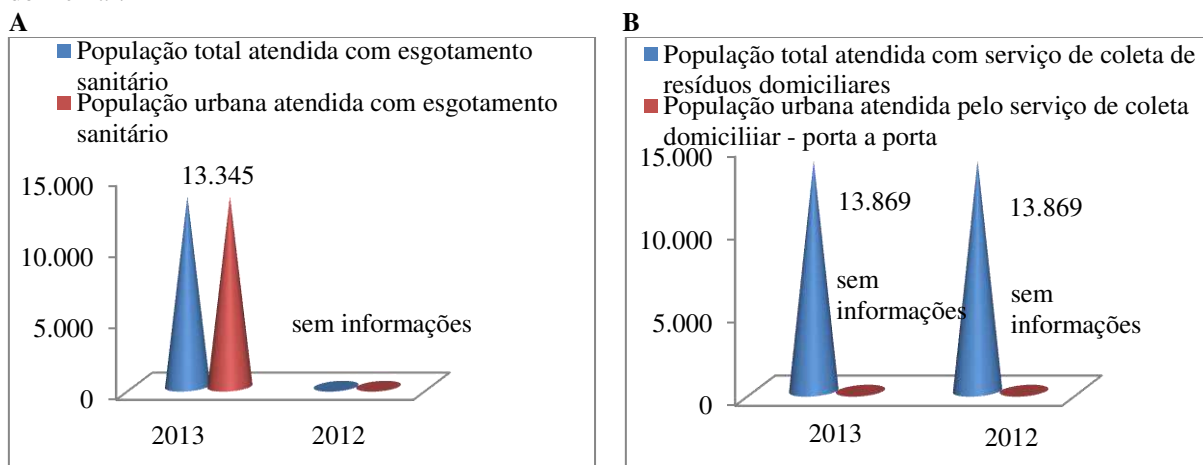 A
População total atendida com esgotamento
sanitário
População urbana atendida com esgotamento
sanitário
15.000
13.345
10.000
5.000
sem informações
0
2013
2012
B
População total atendida com serviço de coleta de
resíduos domiciliares
População urbana atendida pelo serviço de coleta
domiciliiar - porta a porta
15.000
13.869
13.869
10.000
sem
informações
sem
informações
5.000
0
2013
2012